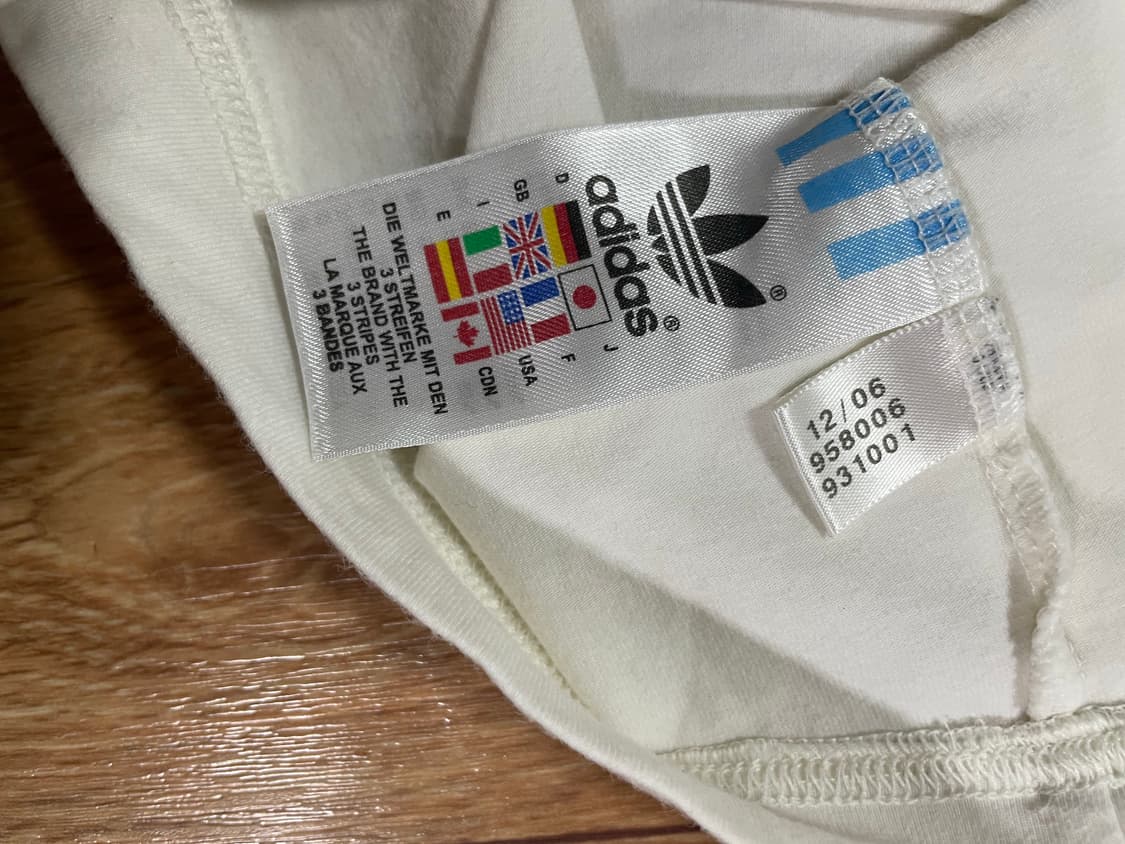 ®
adidas®
D
J
GB
F
I
USA
E
CDN
DIE WELTMARKE MIT DEN
3 STREIFEN
THE BRAND WITH THE
3 STRIPES
LA MARQUE AUX
3 BANDES
12/06
958006
931001